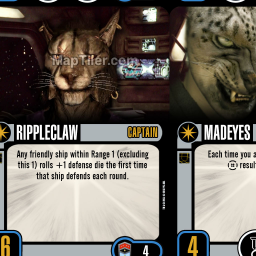 MapTiler.com
RIPPLECLAW CAPTAIN
Any friendly ship within Range 1 (excluding
this 1) rolls +1 defense die the first time
that ship defends each round.
6
4
MADEYES
Each time you a
resul
4